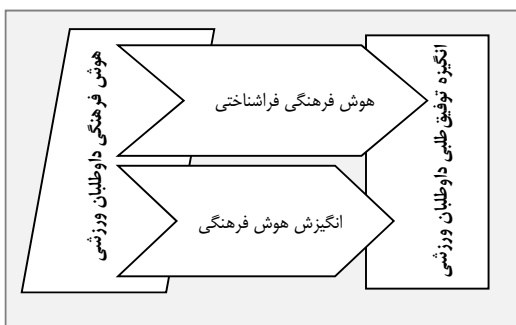 انگیزه توفیق‌طلبی داوطلبان ورزشی
هوش فرهنگی فراشناختی
انگیزش هوش فرهنگی
هوش فرهنگی داوطلبان ورزشی